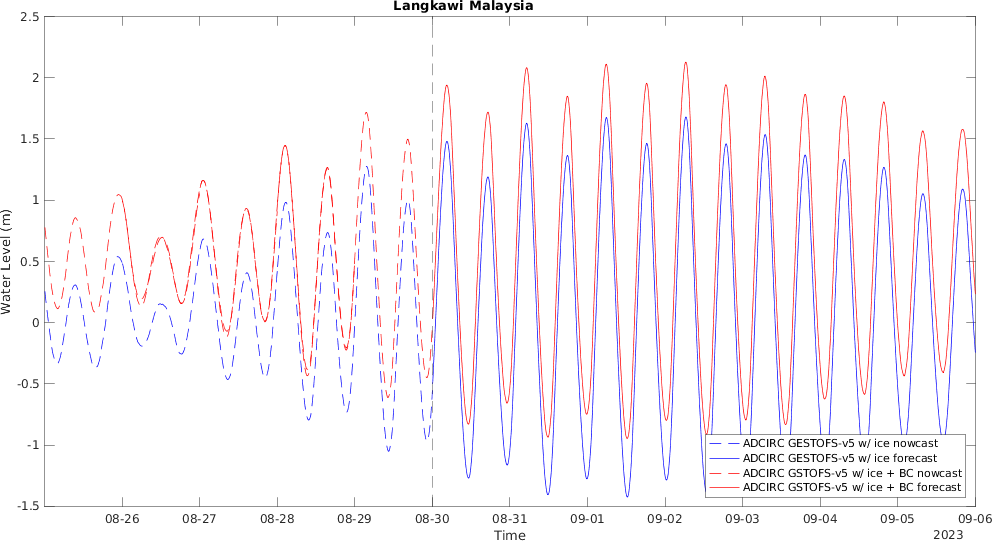 Langkawi Malaysia
2.5
2
1.5
1
0.5
0
-0.5
-1
-1.5
Water Level (m)
ADCIRC GESTOFS-v5 w/ ice nowcast
ADCIRC GESTOFS-v5 w/ ice forecast
ADCIRC GSTOFS-v5 w/ ice + BC nowcast
ADCIRC GSTOFS-v5 w/ ice + BC forecast
08-26 08-27 08-28 08-29 08-30 08-31 09-01 09-02 09-03 09-04 09-05 09-06
Time
2023